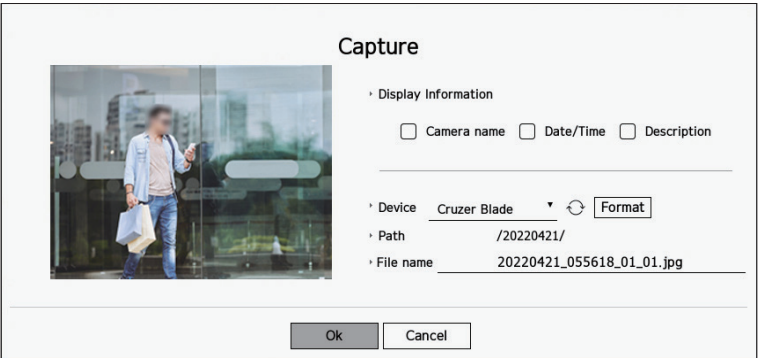 Capture
Display Information
Camera name Date/Time Description
Device Cruzer Blade Format
Path /20220421/
File name 20220421_055618_01_01.jpg
Ok Cancel